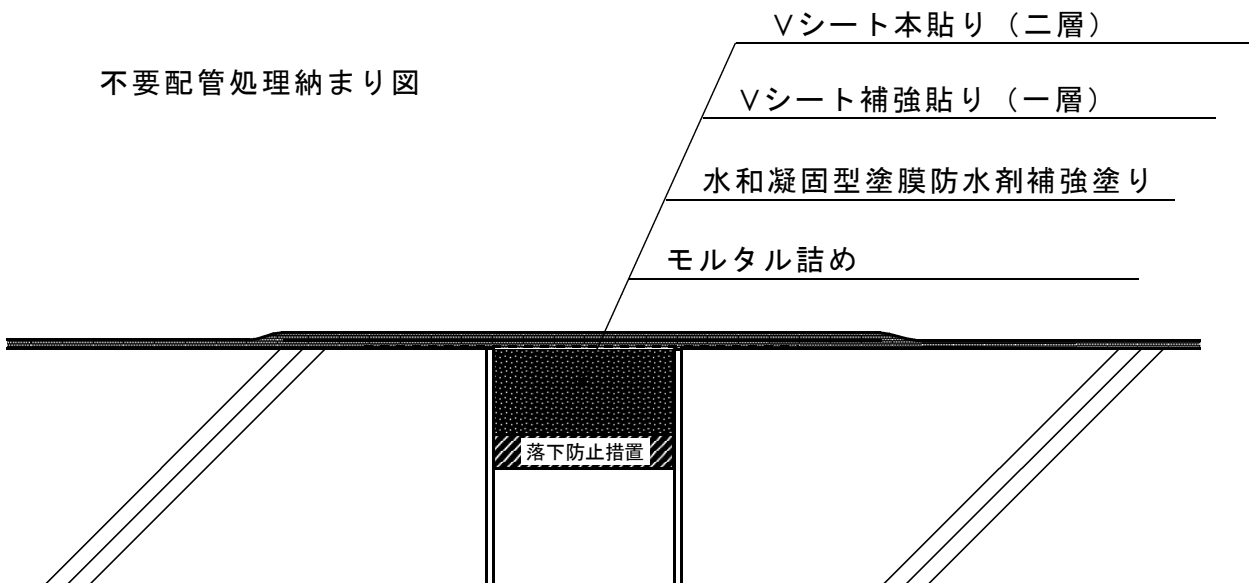 Vシート本貼り（二層）
不要配管処理納まり図
Vシート補強貼り（一層）
水和凝固型塗膜防水剤補強塗り
モルタル詰め
落下防止措置